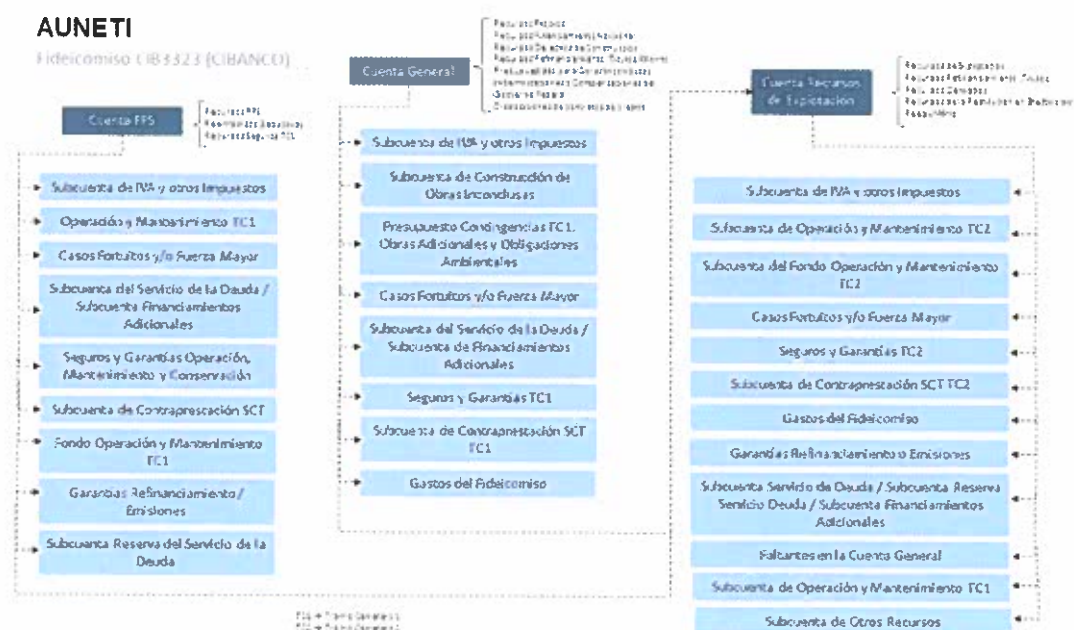 AUNETI
Fideicomiso CIB3323 (CIBANCO)
Cuenta PPS
Recursos PPS
Recursos Seguros TC1
Subcuenta de IVA y otros Impuestos
Operación y Mantenimiento TC1
Casos Fortuitos y/o Fuerza Mayor
Subcuenta del Servicio de la Deuda /
Subcuenta Financiamientos
Adicionales
Seguros y Garantías Operación,
Mantenimiento y Conservación
Subcuenta de Contraprestación SCT
Fondo Operación y Mantenimiento
TC1
Garantías Refinanciamiento /
Emisiones
Subcuenta Reserva del Servicio de la
Deuda
Cuenta General
Gobierno Federal
Subcuenta de IVA y otros Impuestos
Subcuenta de Construcción de
Obras Inconclusas
Presupuesto Contingencias TC1,
Obras Adicionales y Obligaciones
Ambientales
Casos Fortuitos y/o Fuerza Mayor
Subcuenta del Servicio de la Deuda /
Subcuenta de Financiamientos
Adicionales
Seguros y Garantías TC1
Subcuenta de Contraprestación SCT
TC1
Gastos del Fideicomiso
Cuenta Recursos
de Explotación
Subcuenta de IVA y otros Impuestos
Subcuenta de Operación y Mantenimiento TC2
Subcuenta del Fondo Operación y Mantenimiento
TC2
Casos Fortuitos y/o Fuerza Mayor
Seguros y Garantías TC2
Subcuenta de Contraprestación SCT TC2
Gastos del Fideicomiso
Garantías Refinanciamiento o Emisiones
Subcuenta Servicio de Deuda / Subcuenta Reserva
Servicio Deuda / Subcuenta Financiamientos
Adicionales
Faltantes en la Cuenta General
Subcuenta de Operación y Mantenimiento TC1
Subcuenta de Otros Recursos